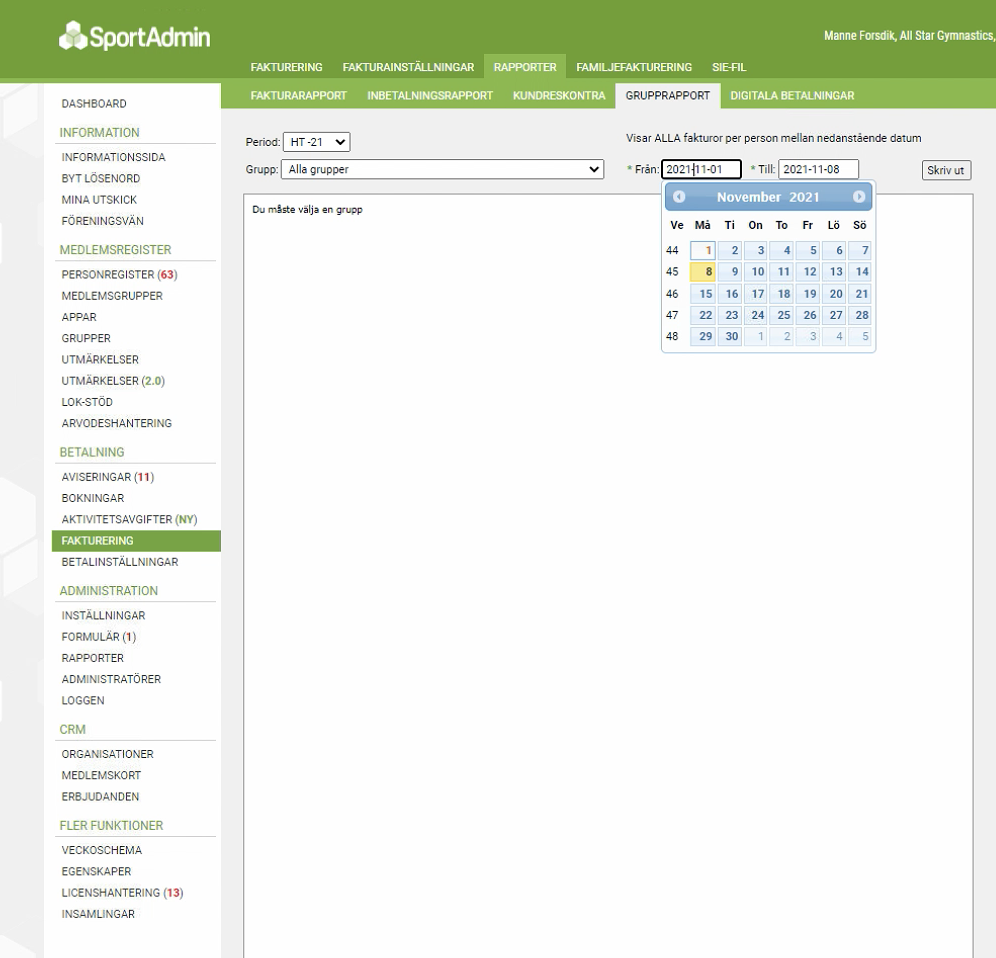 SportAdmin
Manne Forsdik, All Star Gymnastics,
FAKTURERING FAKTURAINSTÄLLNINGAR RAPPORTER FAMILJEFAKTURERING SIE-FIL
FAKTURARAPPORT INBETALNINGSRAPPORT KUNDRESKONTRA GRUPPRAPPORT DIGITALA BETALNINGAR
DASHBOARD
INFORMATION
INFORMATIONSSIDA
BYT LÖSENORD
MINA UTSKICK
FÖRENINGSVÄN
MEDLEMSREGISTER
PERSONREGISTER (63)
MEDLEMSGRUPPER
APPAR
GRUPPER
UTMÄRKELSER
UTMÄRKELSER (2.0)
LOK-STÖD
ARVODESHANTERING
BETALNING
AVISERINGAR (11)
BOKNINGAR
AKTIVITETSAVGIFTER (NY)
FAKTURERING
BETALINSTÄLLNINGAR
ADMINISTRATION
INSTÄLLNINGAR
FORMULÄR (1)
RAPPORTER
ADMINISTRATÖRER
LOGGEN
CRM
ORGANISATIONER
MEDLEMSKORT
ERBJUDANDEN
FLER FUNKTIONER
VECKOSCHEMA
EGENSKAPER
LICENSHANTERING (13)
INSAMLINGAR
Period: HT -21
Visar ALLA fakturor per person mellan nedanstående datum
Grupp: Alla grupper * Från: 2021-11-01 * Till: 2021-11-08 Skriv ut
Du måste välja en grupp
November 2021
Ve Må Ti On To Fr Lö Sö
44 1 2 3 4 5 6 7
45 8 9 10 11 12 13 14
46 15 16 17 18 19 20 21
47 22 23 24 25 26 27 28
48 29 30 1 2 3 4 5